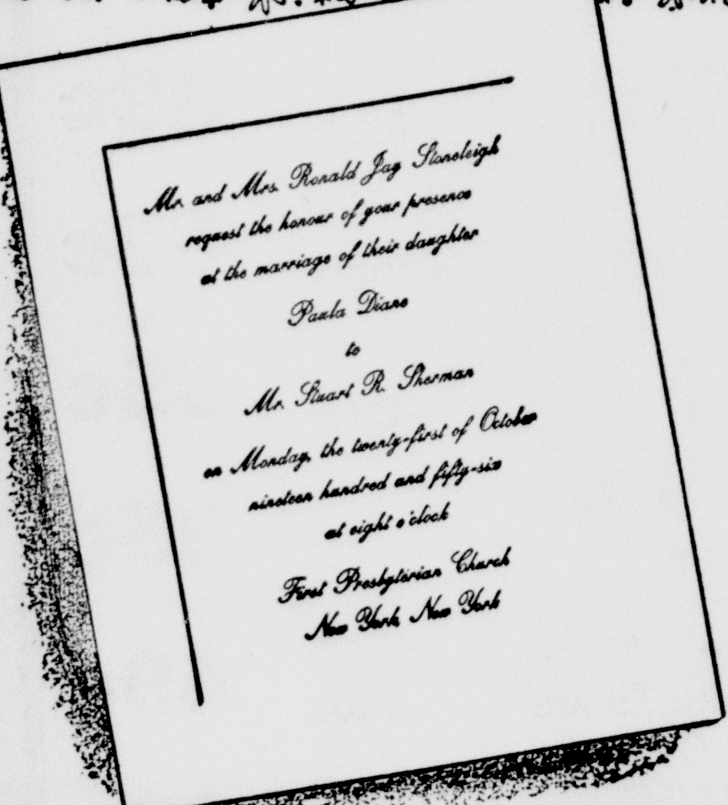 Mr. and Mrs. Ronald Jay Stoneleigh
request the honour of your presence
at the marriage of their daughter
Paula Diane
to
Mr. Stuart R. Sherman
on Monday, the twenty-first of October
nineteen hundred and fifty-six
at eight o'clock
First Presbyterian Church
New York, New York